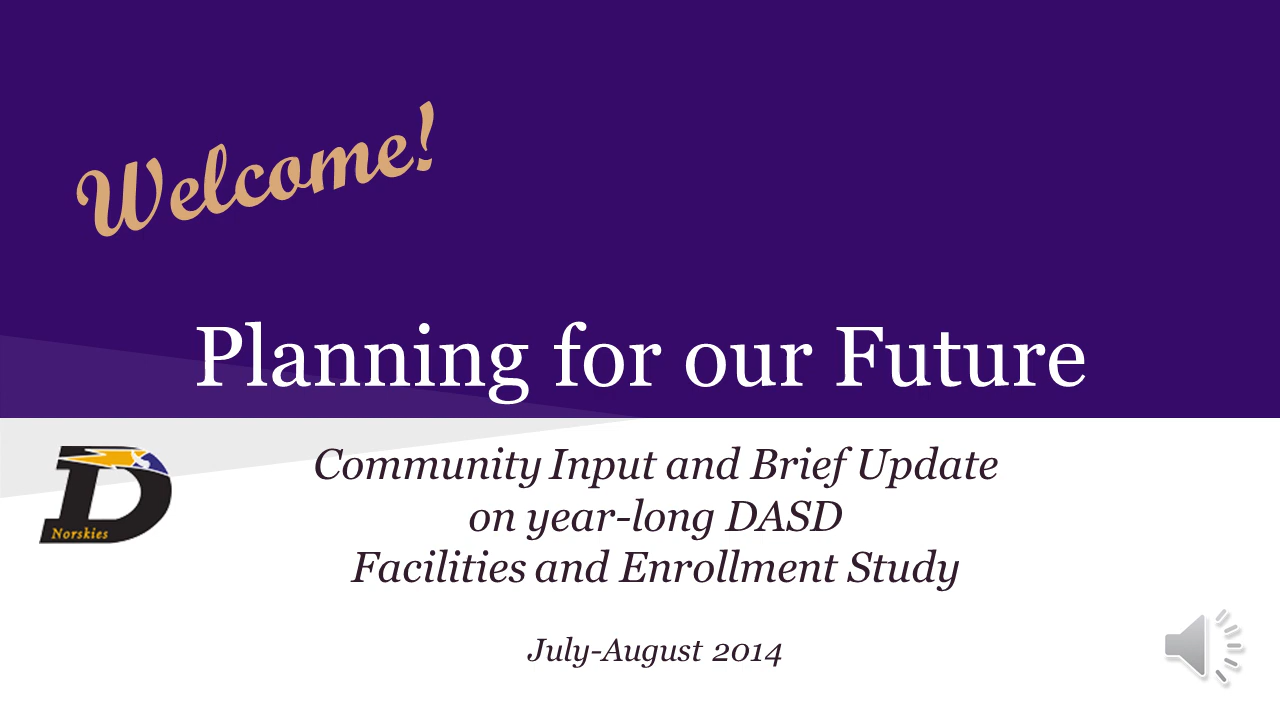 Welcome!
Planning for our Future
Community Input and Brief Update
on year-long DASD
Facilities and Enrollment Study
D
Norskies
July-August 2014